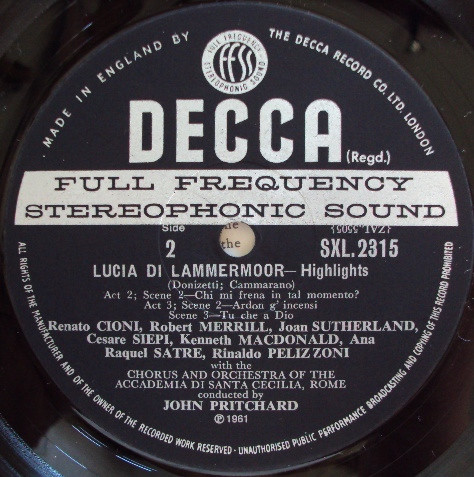 MADE IN ENGLAND BY
THE DECCA RECORD CO. LTD. LONDON
FULL FREQUENCY
FFSS
STEREOPHONIC SOUND
DECCA (Regd.)
FULL FREQUENCY
STEREOPHONIC SOUND
Side
2
the
SXL.2315
LUCIA DI LAMMERMOOR—Highlights
(Donizetti; Cammarano)
Act 2; Scene 2—Chi mi frena in tal momento?
Act 3; Scene 2—Ardon g' incensi
Scene 3—Tu che a Dio
Renato CIONI, Robert MERRILL, Joan SUTHERLAND,
Cesare SIEPI, Kenneth MACDONALD, Ana
Raquel SATRE, Rinaldo PELIZZONI
with the
CHORUS AND ORCHESTRA OF THE
ACCADEMIA DI SANTA CECILIA, ROME
conducted by
JOHN PRITCHARD
℗ 1961
ALL RIGHTS OF THE MANUFACTURER AND OF THE OWNER OF THE RECORDED WORK RESERVED · UNAUTHORISED PUBLIC PERFORMANCE BROADCASTING AND COPYING OF THIS RECORD PROHIBITED